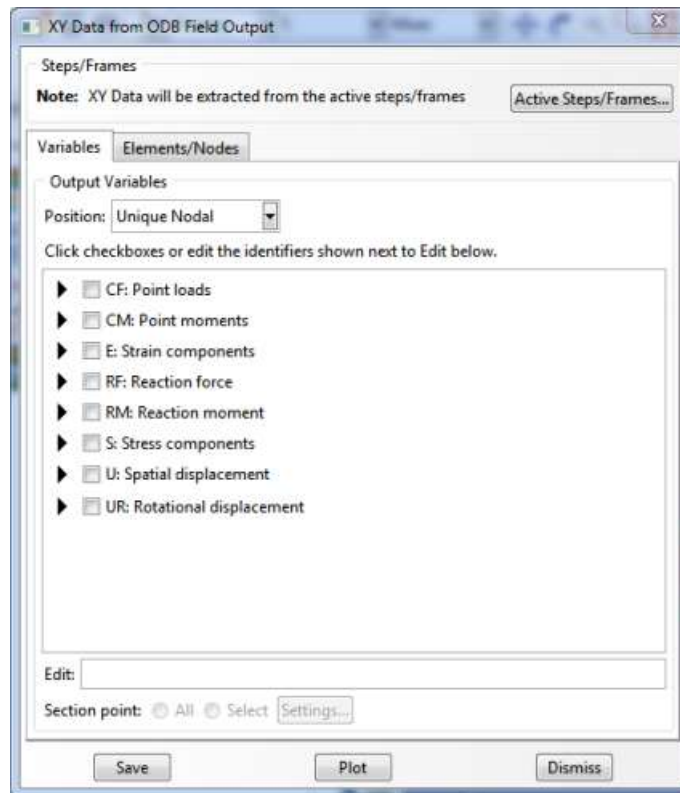 XY Data from ODB Field Output
Steps/Frames
Note: XY Data will be extracted from the active steps/frames Active Steps/Frames...
Variables Elements/Nodes
Output Variables
Position: Unique Nodal
Click checkboxes or edit the identifiers shown next to Edit below.
CF: Point loads
CM: Point moments
E: Strain components
RF: Reaction force
RM: Reaction moment
S: Stress components
U: Spatial displacement
UR: Rotational displacement
Edit:
Section point: All Select Settings...
Save Plot Dismiss